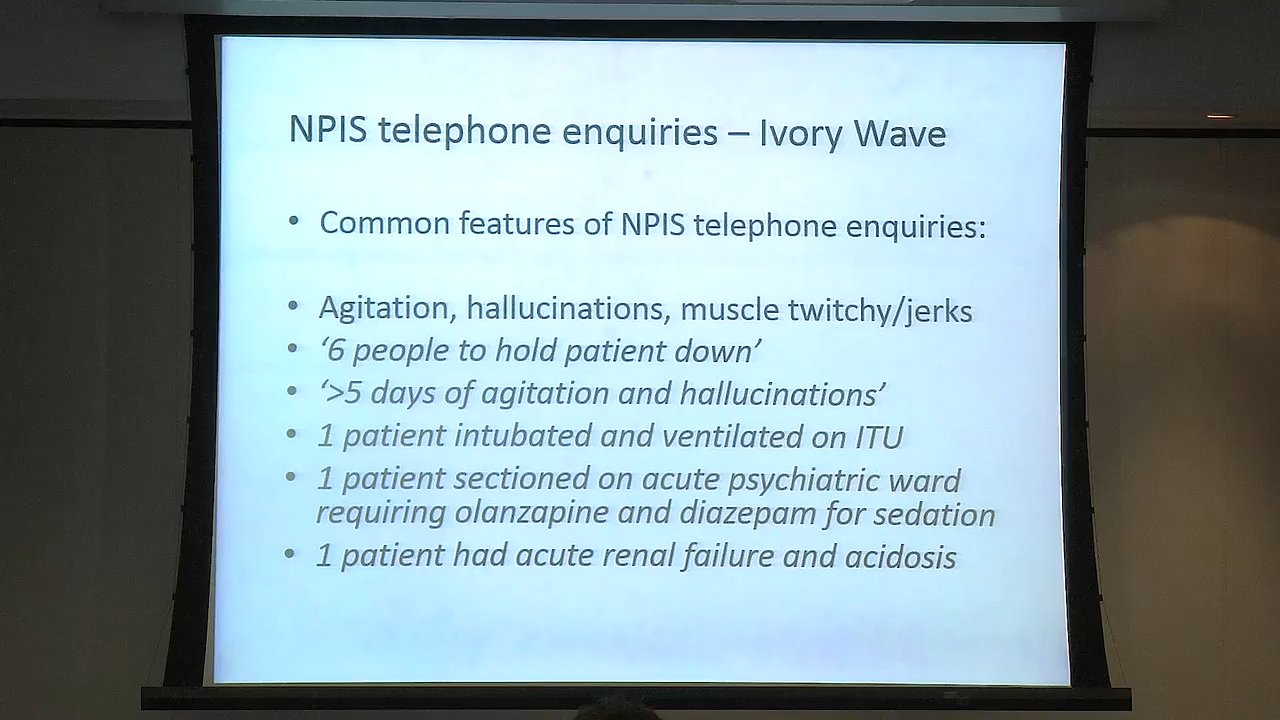 NPIS telephone enquiries – Ivory Wave
• Common features of NPIS telephone enquiries:
• Agitation, hallucinations, muscle twitchy/jerks
• ‘6 people to hold patient down’
• ‘>5 days of agitation and hallucinations’
• 1 patient intubated and ventilated on ITU
• 1 patient sectioned on acute psychiatric ward
requiring olanzapine and diazepam for sedation
• 1 patient had acute renal failure and acidosis